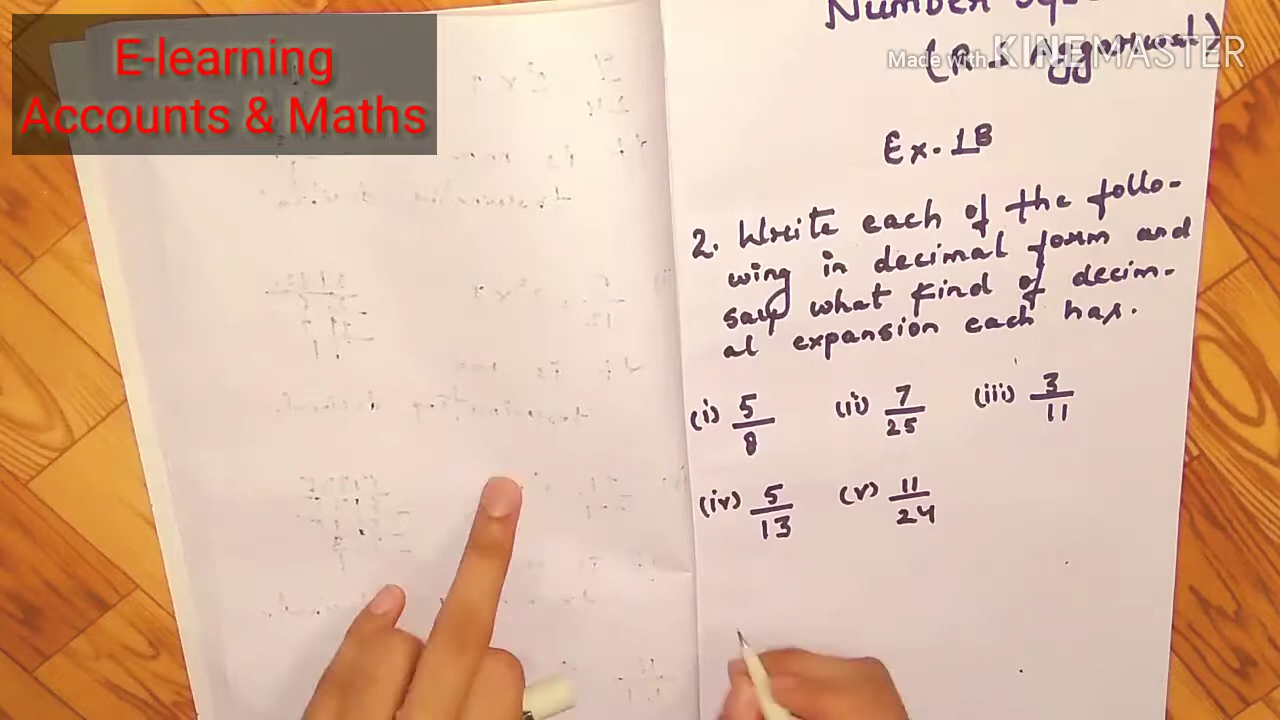 E-learning
Accounts & Maths
Number
Made with KINEMASTER
(R S Aggarwal)
Ex. 1B
2. Write each of the follo-
wing in decimal form and
say what kind of decim-
al expansion each has.
(i) 5/8 (ii) 7/25 (iii) 3/11
(iv) 5/13 (v) 11/24